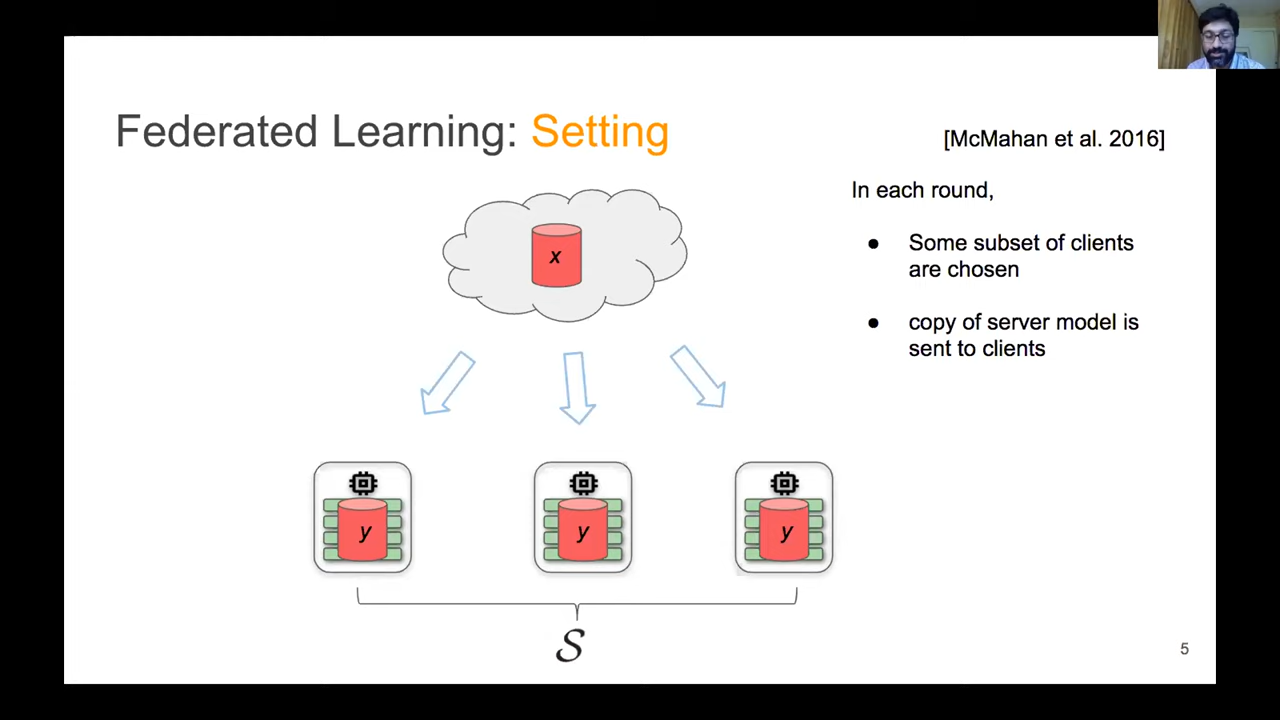 Federated Learning: Setting
[McMahan et al. 2016]
In each round,
● Some subset of clients
are chosen
● copy of server model is
sent to clients
x
y y y
S
5